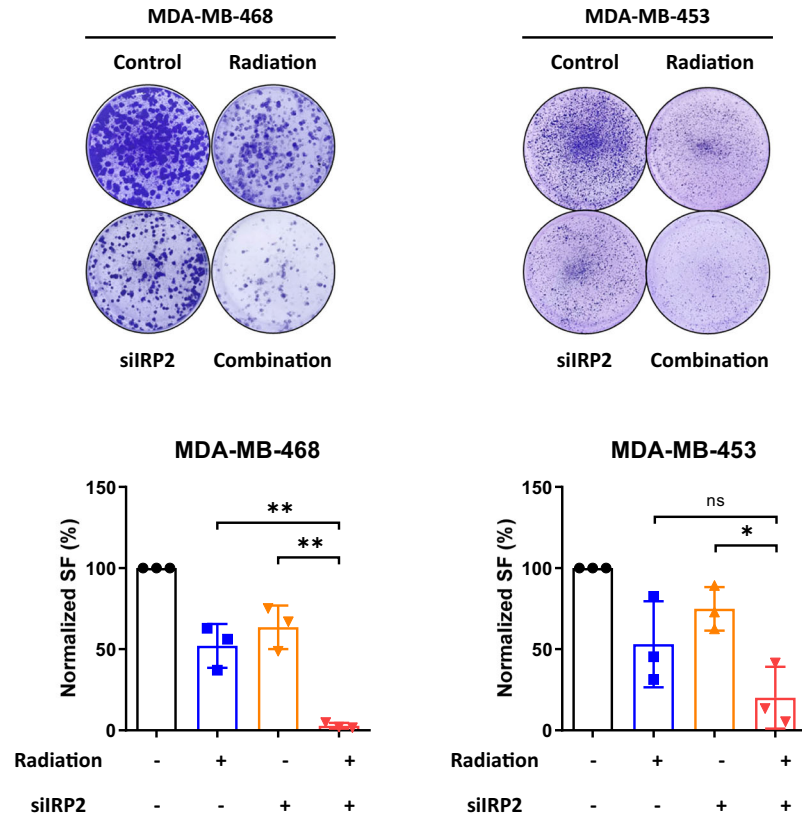 MDA-MB-468
MDA-MB-453
Control Radiation
Control Radiation
siIRP2 Combination
siIRP2 Combination
MDA-MB-468
MDA-MB-453
Normalized SF (%)
150
100
50
0
**
**
Normalized SF (%)
150
100
50
0
ns
*
Radiation - + - +
siIRP2 - - + +
Radiation - + - +
siIRP2 - - + +